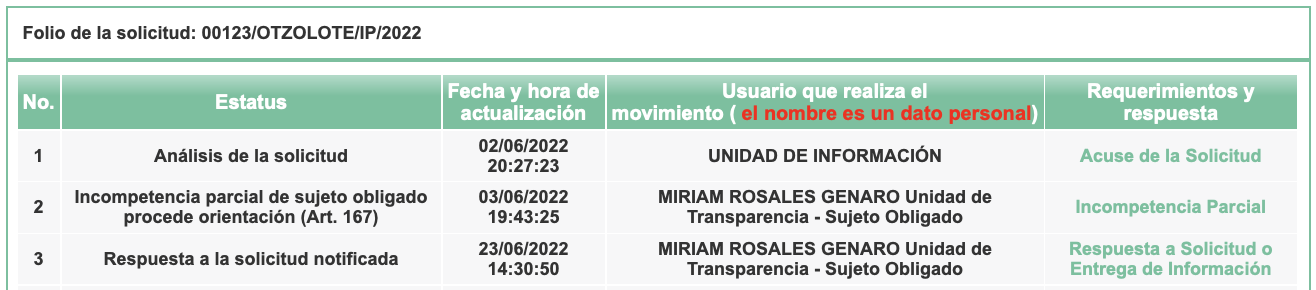 Folio de la solicitud: 00123/OTZOLOTE/IP/2022
No.
Estatus
Fecha y hora de
actualización
Usuario que realiza el
movimiento ( el nombre es un dato personal)
Requerimientos y
respuesta
1
Análisis de la solicitud
02/06/2022
20:27:23
UNIDAD DE INFORMACIÓN
Acuse de la Solicitud
2
Incompetencia parcial de sujeto obligado
procede orientación (Art. 167)
03/06/2022
19:43:25
MIRIAM ROSALES GENARO Unidad de
Transparencia - Sujeto Obligado
Incompetencia Parcial
3
Respuesta a la solicitud notificada
23/06/2022
14:30:50
MIRIAM ROSALES GENARO Unidad de
Transparencia - Sujeto Obligado
Respuesta a Solicitud o
Entrega de Información